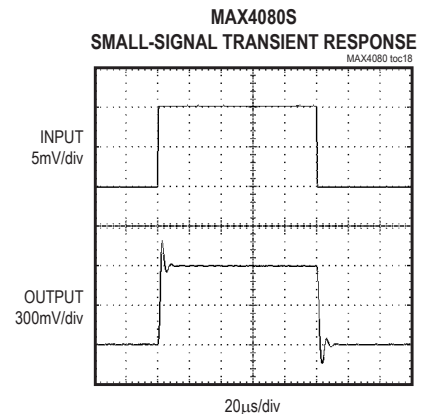 MAX4080S
SMALL-SIGNAL TRANSIENT RESPONSE
MAX4080 toc18
INPUT
5mV/div
OUTPUT
300mV/div
20μs/div